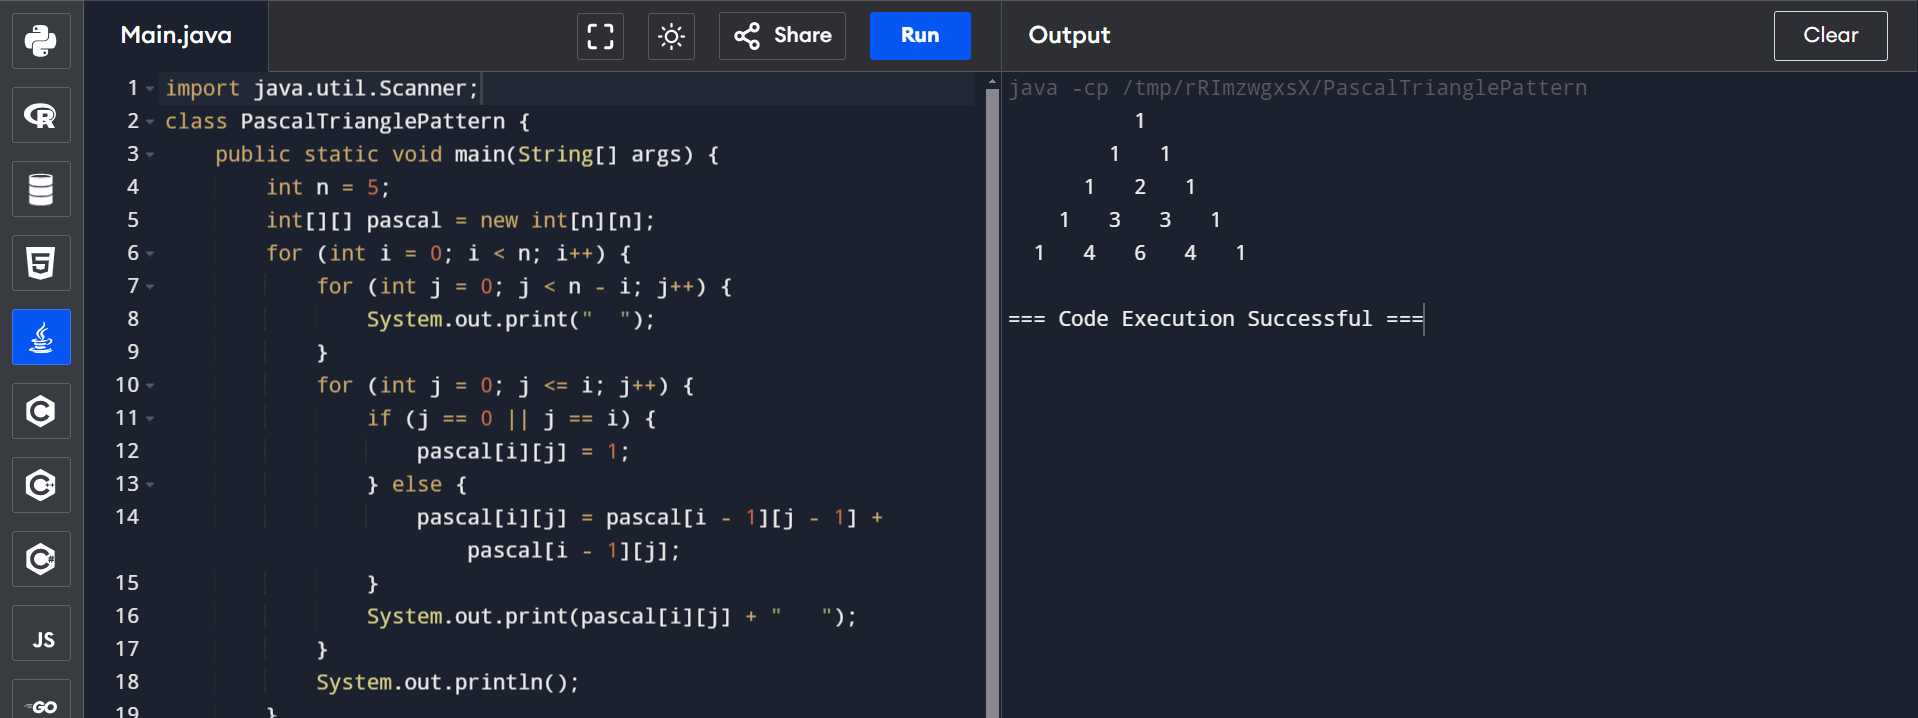 Main.java
Share
Run
Output
Clear
1 import java.util.Scanner;
2 class PascalTrianglePattern {
3     public static void main(String[] args) {
4         int n = 5;
5         int[][] pascal = new int[n][n];
6         for (int i = 0; i < n; i++) {
7             for (int j = 0; j < n - i; j++) {
8                 System.out.print("  ");
9             }
10             for (int j = 0; j <= i; j++) {
11                 if (j == 0 || j == i) {
12                     pascal[i][j] = 1;
13                 } else {
14                     pascal[i][j] = pascal[i - 1][j - 1] +
                        pascal[i - 1][j];
15                 }
16                 System.out.print(pascal[i][j] + "   ");
17             }
18             System.out.println();
19         }
java -cp /tmp/rRImzwgxsX/PascalTrianglePattern
          1
        1   1
      1   2   1
    1   3   3   1
  1   4   6   4   1
=== Code Execution Successful ===
R
5
C
C++
C#
JS
GO